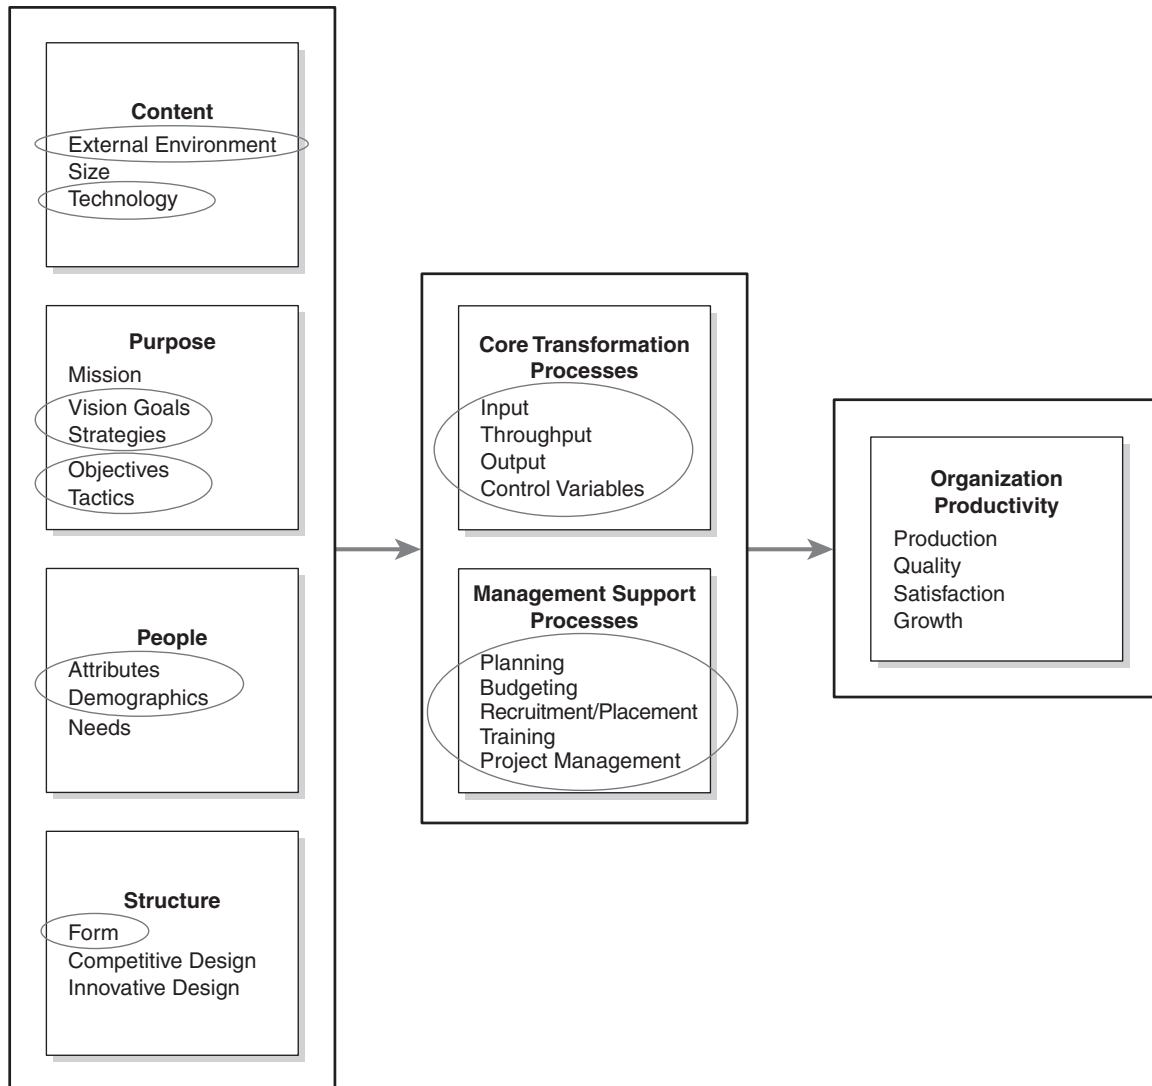 Content
External Environment
Size
Technology
Purpose
Mission
Vision Goals
Strategies
Objectives
Tactics
People
Attributes
Demographics
Needs
Structure
Form
Competitive Design
Innovative Design
Core Transformation
Processes
Input
Throughput
Output
Control Variables
Management Support
Processes
Planning
Budgeting
Recruitment/Placement
Training
Project Management
Organization
Productivity
Production
Quality
Satisfaction
Growth